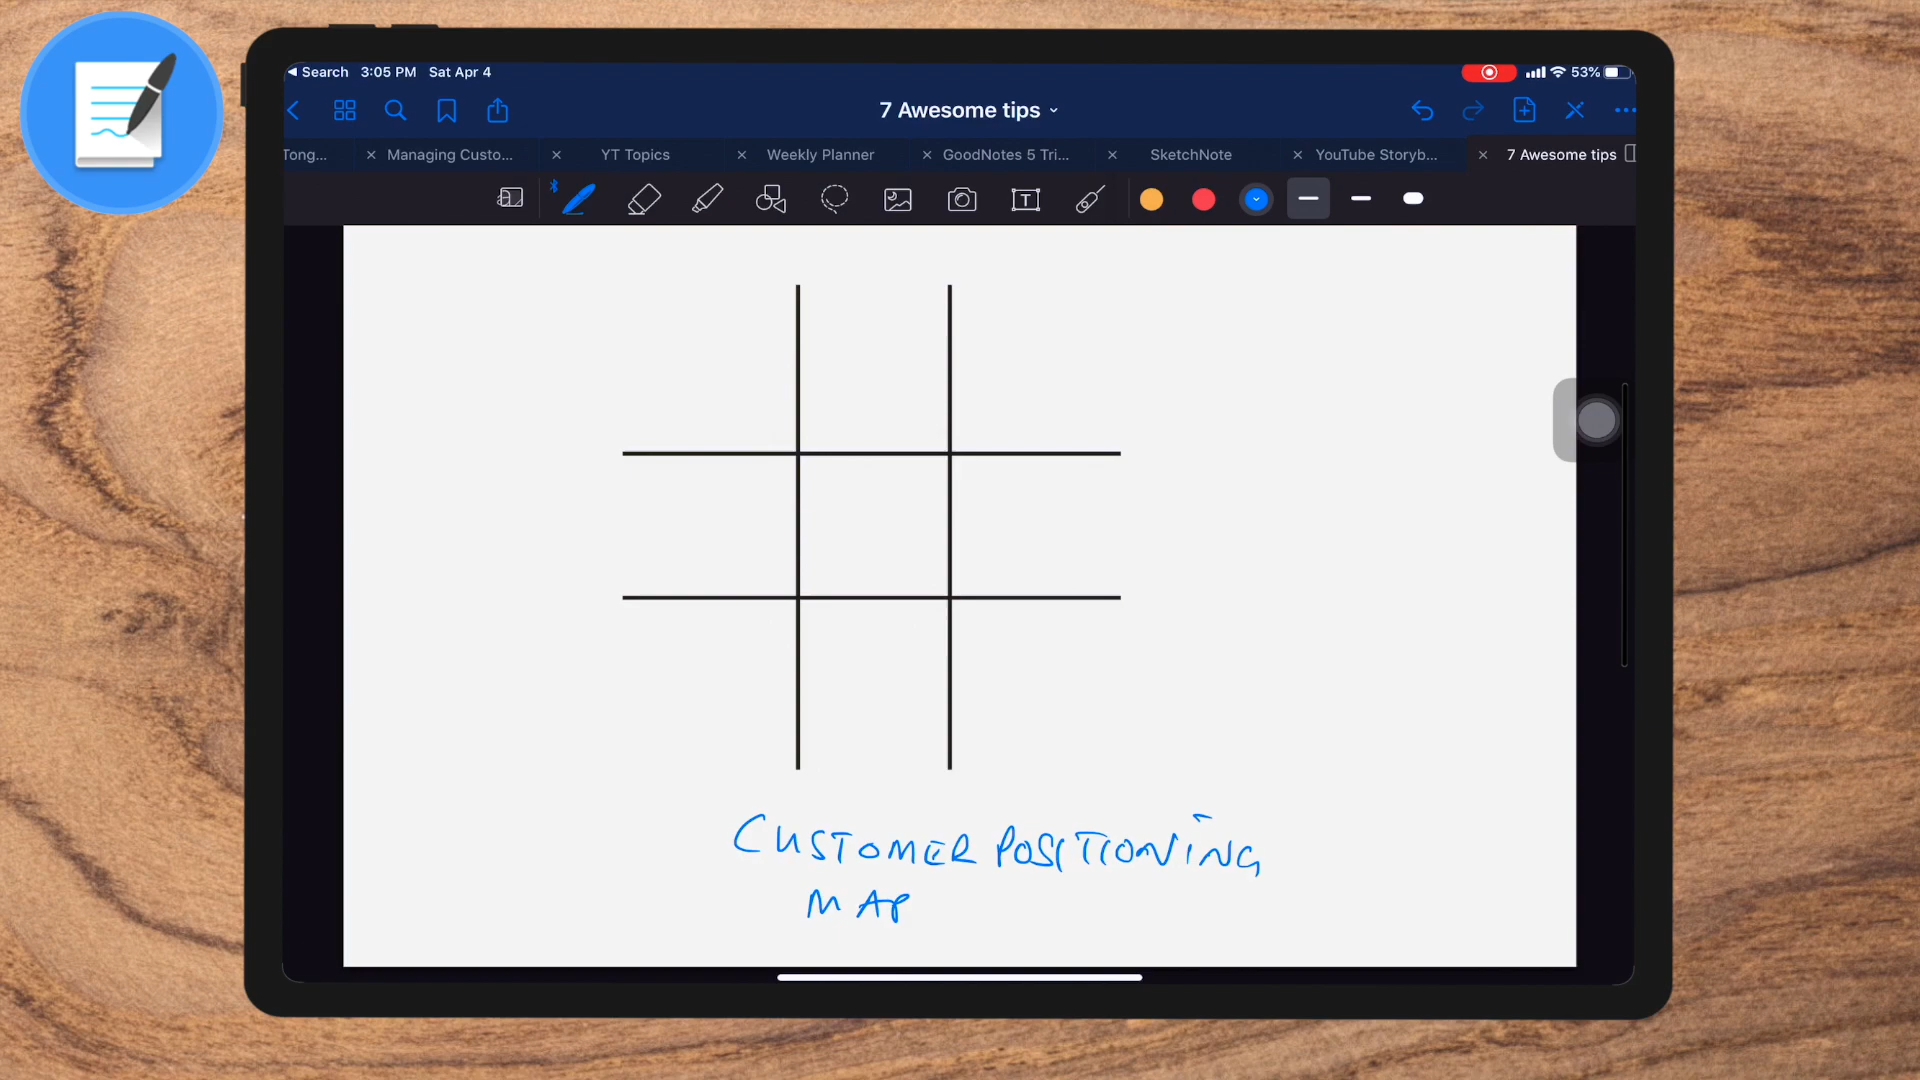 Search 3:05 PM Sat Apr 4 53%
7 Awesome tips
Tong... Managing Custo... YT Topics Weekly Planner GoodNotes 5 Tri... SketchNote YouTube Storyb... 7 Awesome tips
T
CUSTOMER POSITIONING
MAP